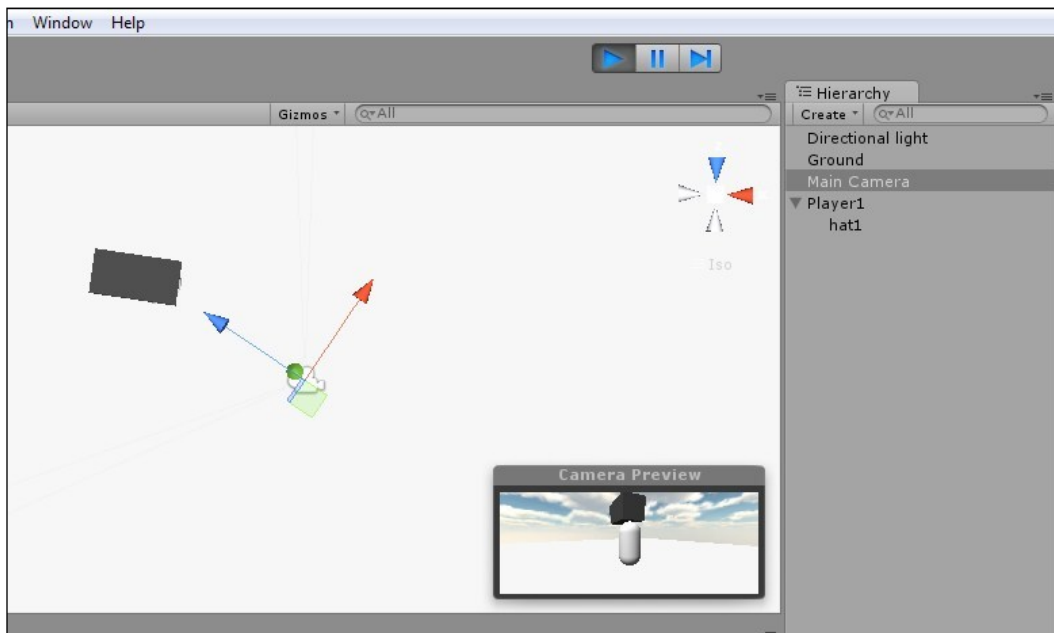 Window Help
Hierarchy
Gizmos All
Create All
Directional light
Ground
Main Camera
Player1
hat1
Iso
Camera Preview